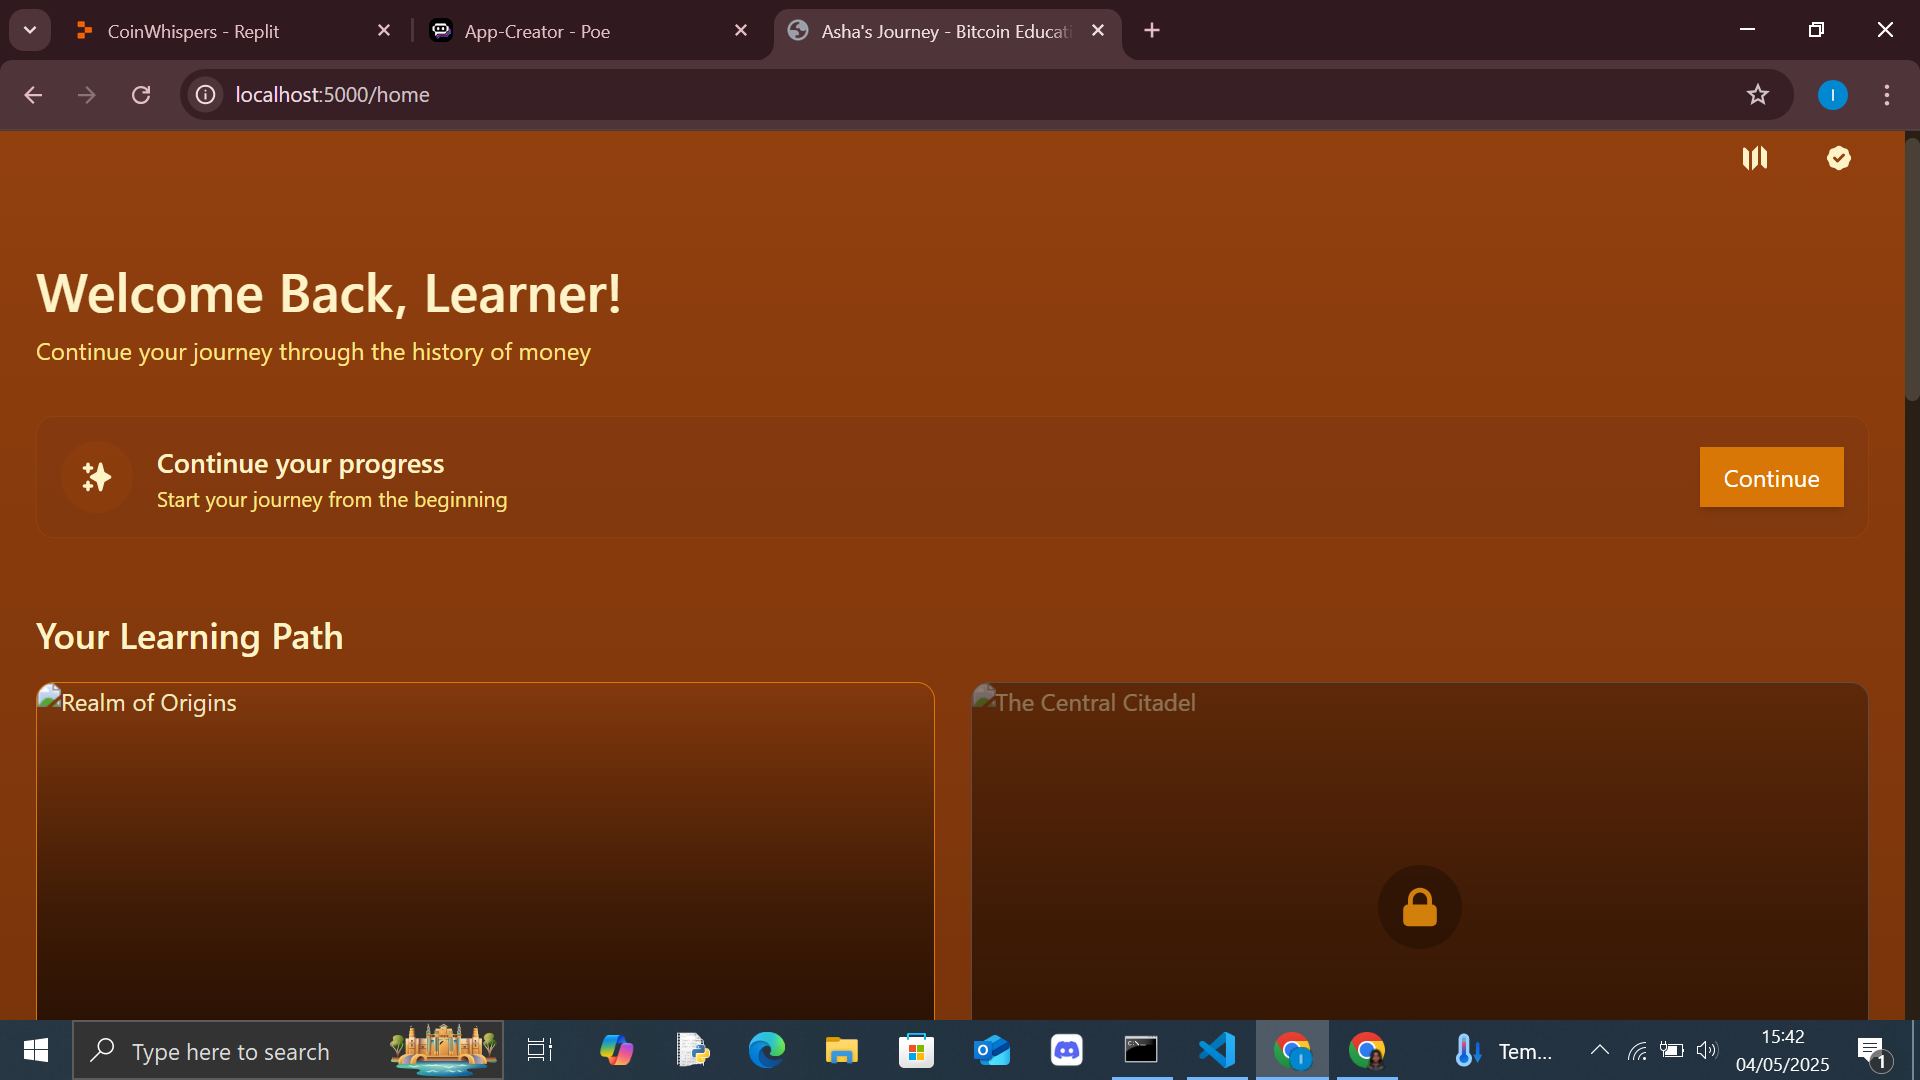 CoinWhispers - Replit
App-Creator - Poe
Asha's Journey - Bitcoin Educati
localhost:5000/home
I
Welcome Back, Learner!
Continue your journey through the history of money
Continue your progress
Start your journey from the beginning
Continue
Your Learning Path
Realm of Origins
The Central Citadel
Type here to search
Tem...
15:42
04/05/2025
1